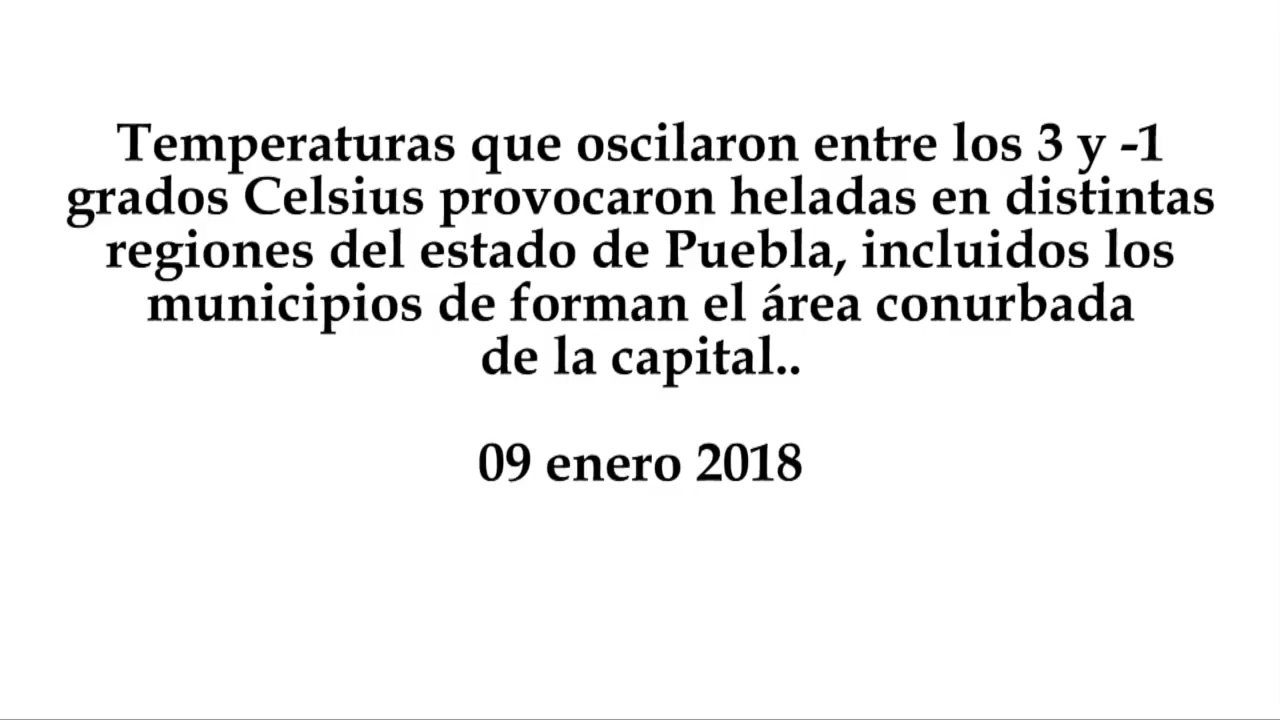 Temperaturas que oscilaron entre los 3 y -1
grados Celsius provocaron heladas en distintas
regiones del estado de Puebla, incluidos los
municipios de forman el área conurbada
de la capital..
09 enero 2018